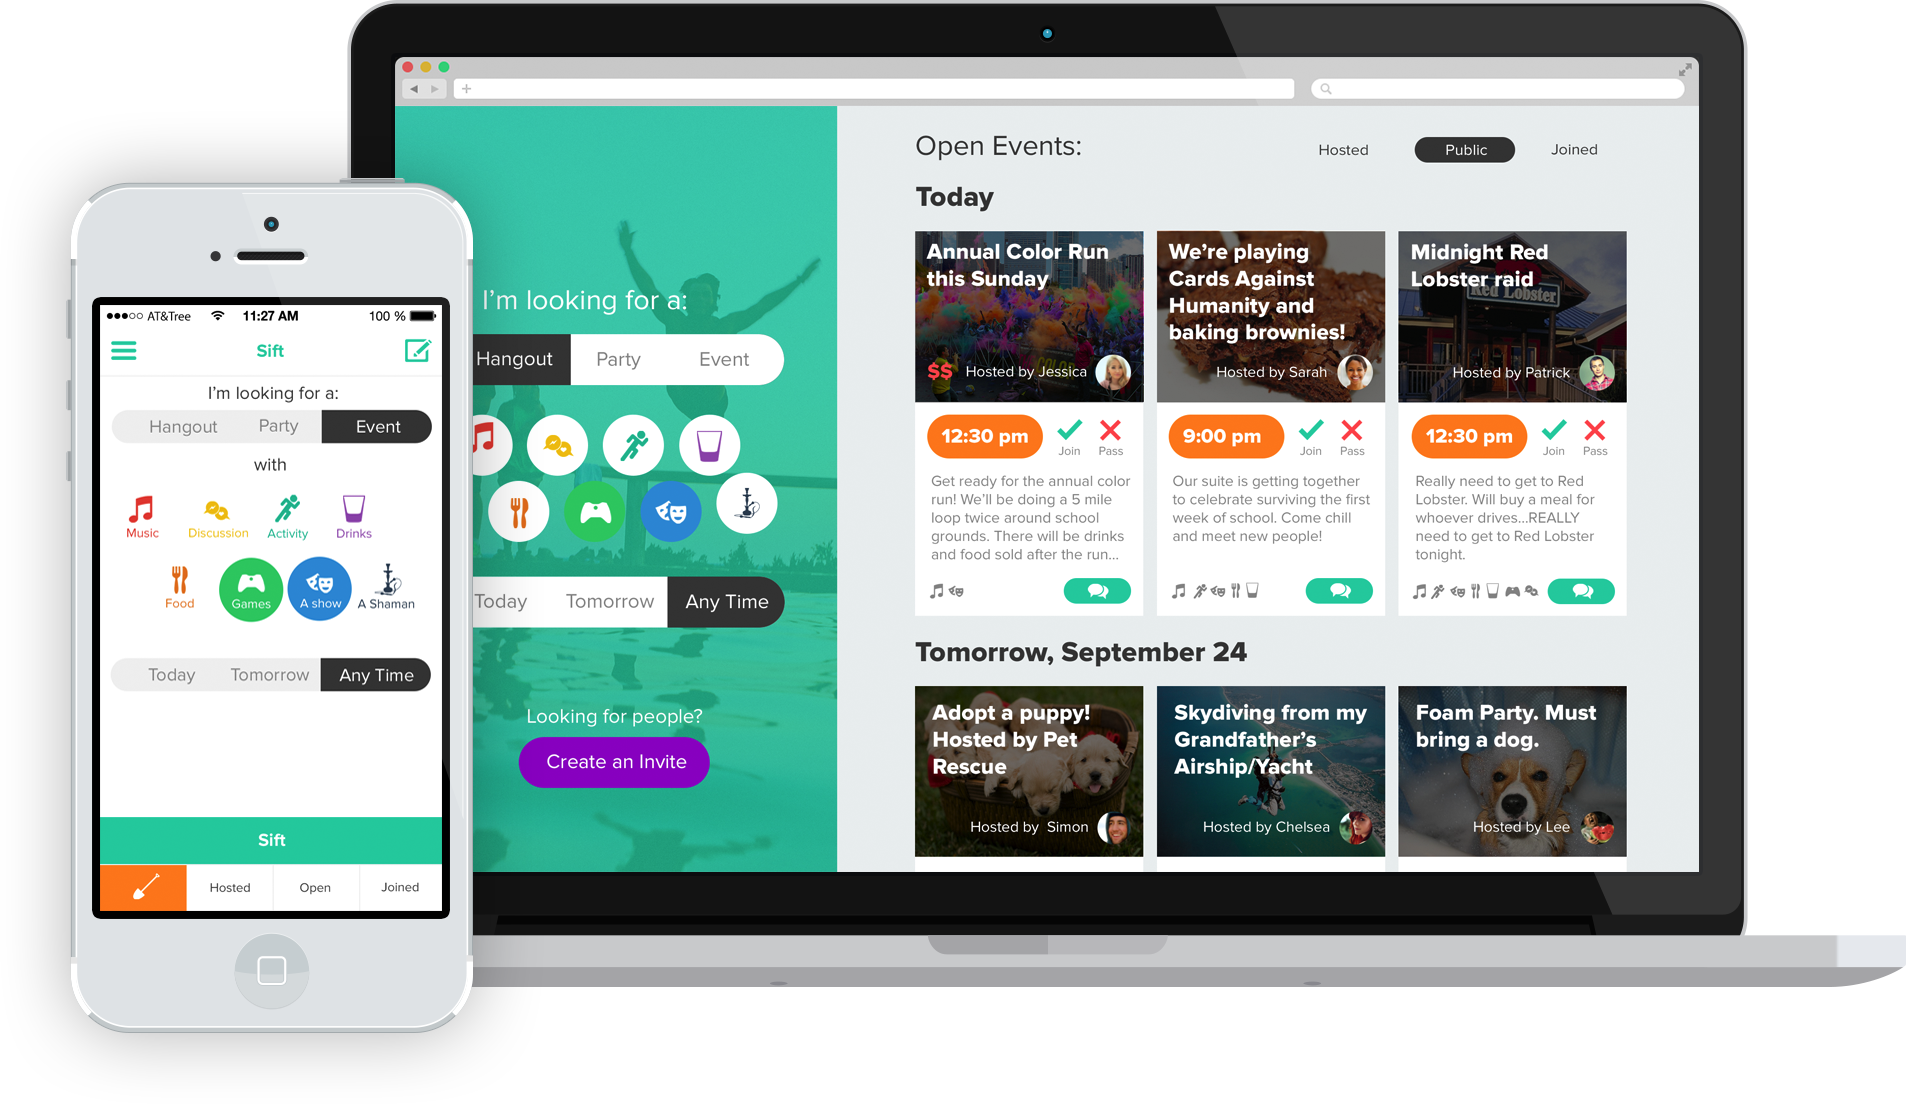 AT&Tree
11:27 AM
100 %
Sift
I'm looking for a:
Hangout
Party
Event
with
Music
Discussion
Activity
Drinks
Food
Games
A show
A Shaman
Today
Tomorrow
Any Time
Sift
Hosted
Open
Joined
I'm looking for a:
Hangout
Party
Event
Today
Tomorrow
Any Time
Looking for people?
Create an Invite
Open Events:
Hosted
Public
Joined
Today
Annual Color Run
this Sunday
$$
Hosted by Jessica
12:30 pm
Join
Pass
Get ready for the annual color
run! We'll be doing a 5 mile
loop twice around school
grounds. There will be drinks
and food sold after the run...
We're playing
Cards Against
Humanity and
baking brownies!
Hosted by Sarah
9:00 pm
Join
Pass
Our suite is getting together
to celebrate surviving the first
week of school. Come chill
and meet new people!
Midnight Red
Lobster raid
Red Lobster
Hosted by Patrick
12:30 pm
Join
Pass
Really need to get to Red
Lobster. Will buy a meal for
whoever drives...REALLY
need to get to Red Lobster
tonight.
Tomorrow, September 24
Adopt a puppy!
Hosted by Pet
Rescue
Hosted by Simon
Skydiving from my
Grandfather's
Airship/Yacht
Hosted by Chelsea
Foam Party. Must
bring a dog.
Hosted by Lee